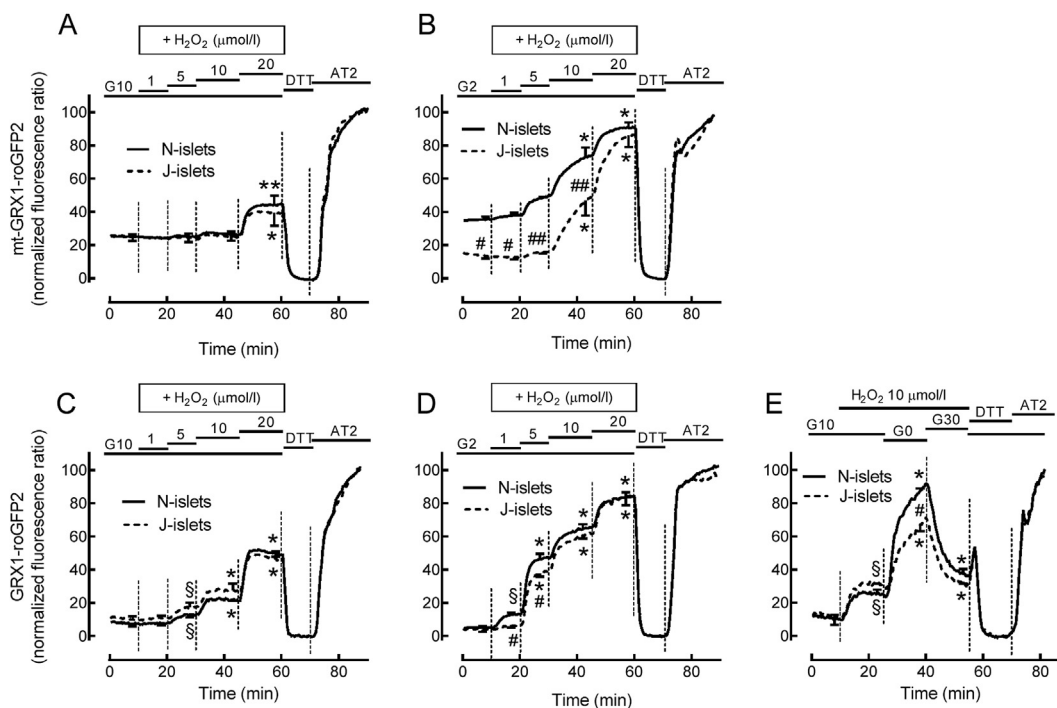 A
+ H₂O₂ (μmol/l)
G10 1 5 10 20 DTT AT2
mt-GRX1-roGFP2
(normalized fluorescence ratio)
100
80
60
40
20
0
N-islets
J-islets
**
*
0 20 40 60 80
Time (min)
B
+ H₂O₂ (μmol/l)
G2 1 5 10 20 DTT AT2
100
80
60
40
20
0
N-islets
J-islets
* *
# # ## ## * *
0 20 40 60 80
Time (min)
C
+ H₂O₂ (μmol/l)
G10 1 5 10 20 DTT AT2
GRX1-roGFP2
(normalized fluorescence ratio)
100
80
60
40
20
0
N-islets
J-islets
§ * *
§ * *
0 20 40 60 80
Time (min)
D
+ H₂O₂ (μmol/l)
G2 1 5 10 20 DTT AT2
100
80
60
40
20
0
N-islets
J-islets
§ * * *
# * # * *
0 20 40 60 80
Time (min)
E
H₂O₂ 10 μmol/l
G10 G0 G30 DTT AT2
100
80
60
40
20
0
N-islets
J-islets
§ * *
§ # * *
0 20 40 60 80
Time (min)